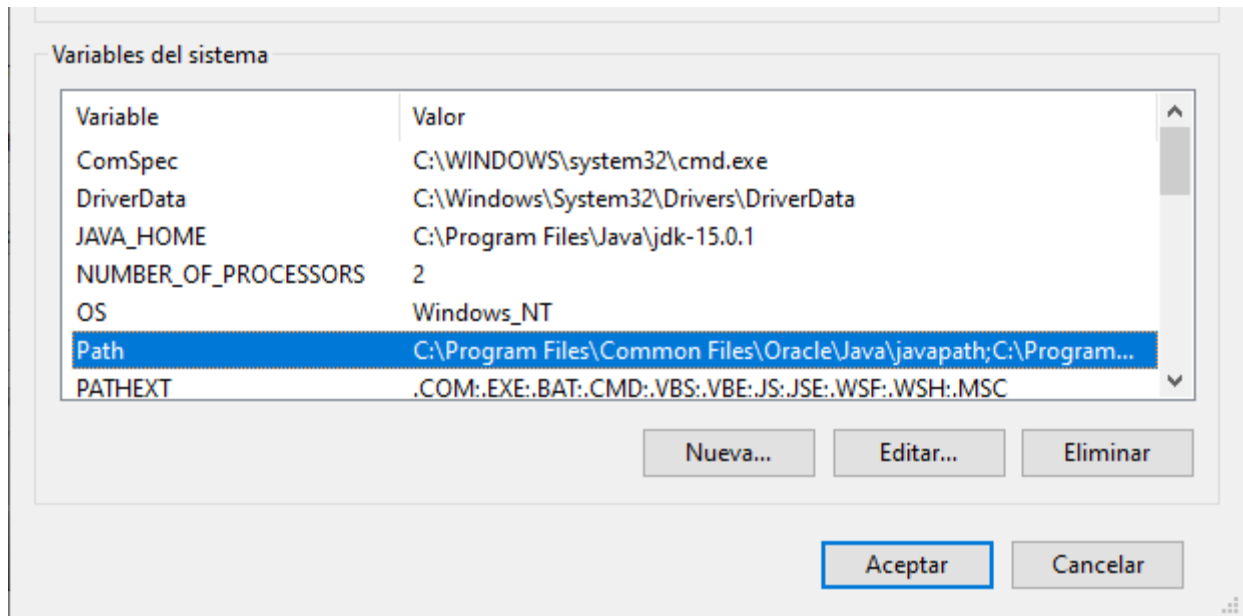 Variables del sistema
Variable Valor
ComSpec C:\WINDOWS\system32\cmd.exe
DriverData C:\Windows\System32\Drivers\DriverData
JAVA_HOME C:\Program Files\Java\jdk-15.0.1
NUMBER_OF_PROCESSORS 2
OS Windows_NT
Path C:\Program Files\Common Files\Oracle\Java\javapath;C:\Program...
PATHEXT .COM;.EXE;.BAT;.CMD;.VBS;.VBE;.JS;.JSE;.WSF;.WSH;.MSC
Nueva... Editar... Eliminar
Aceptar Cancelar